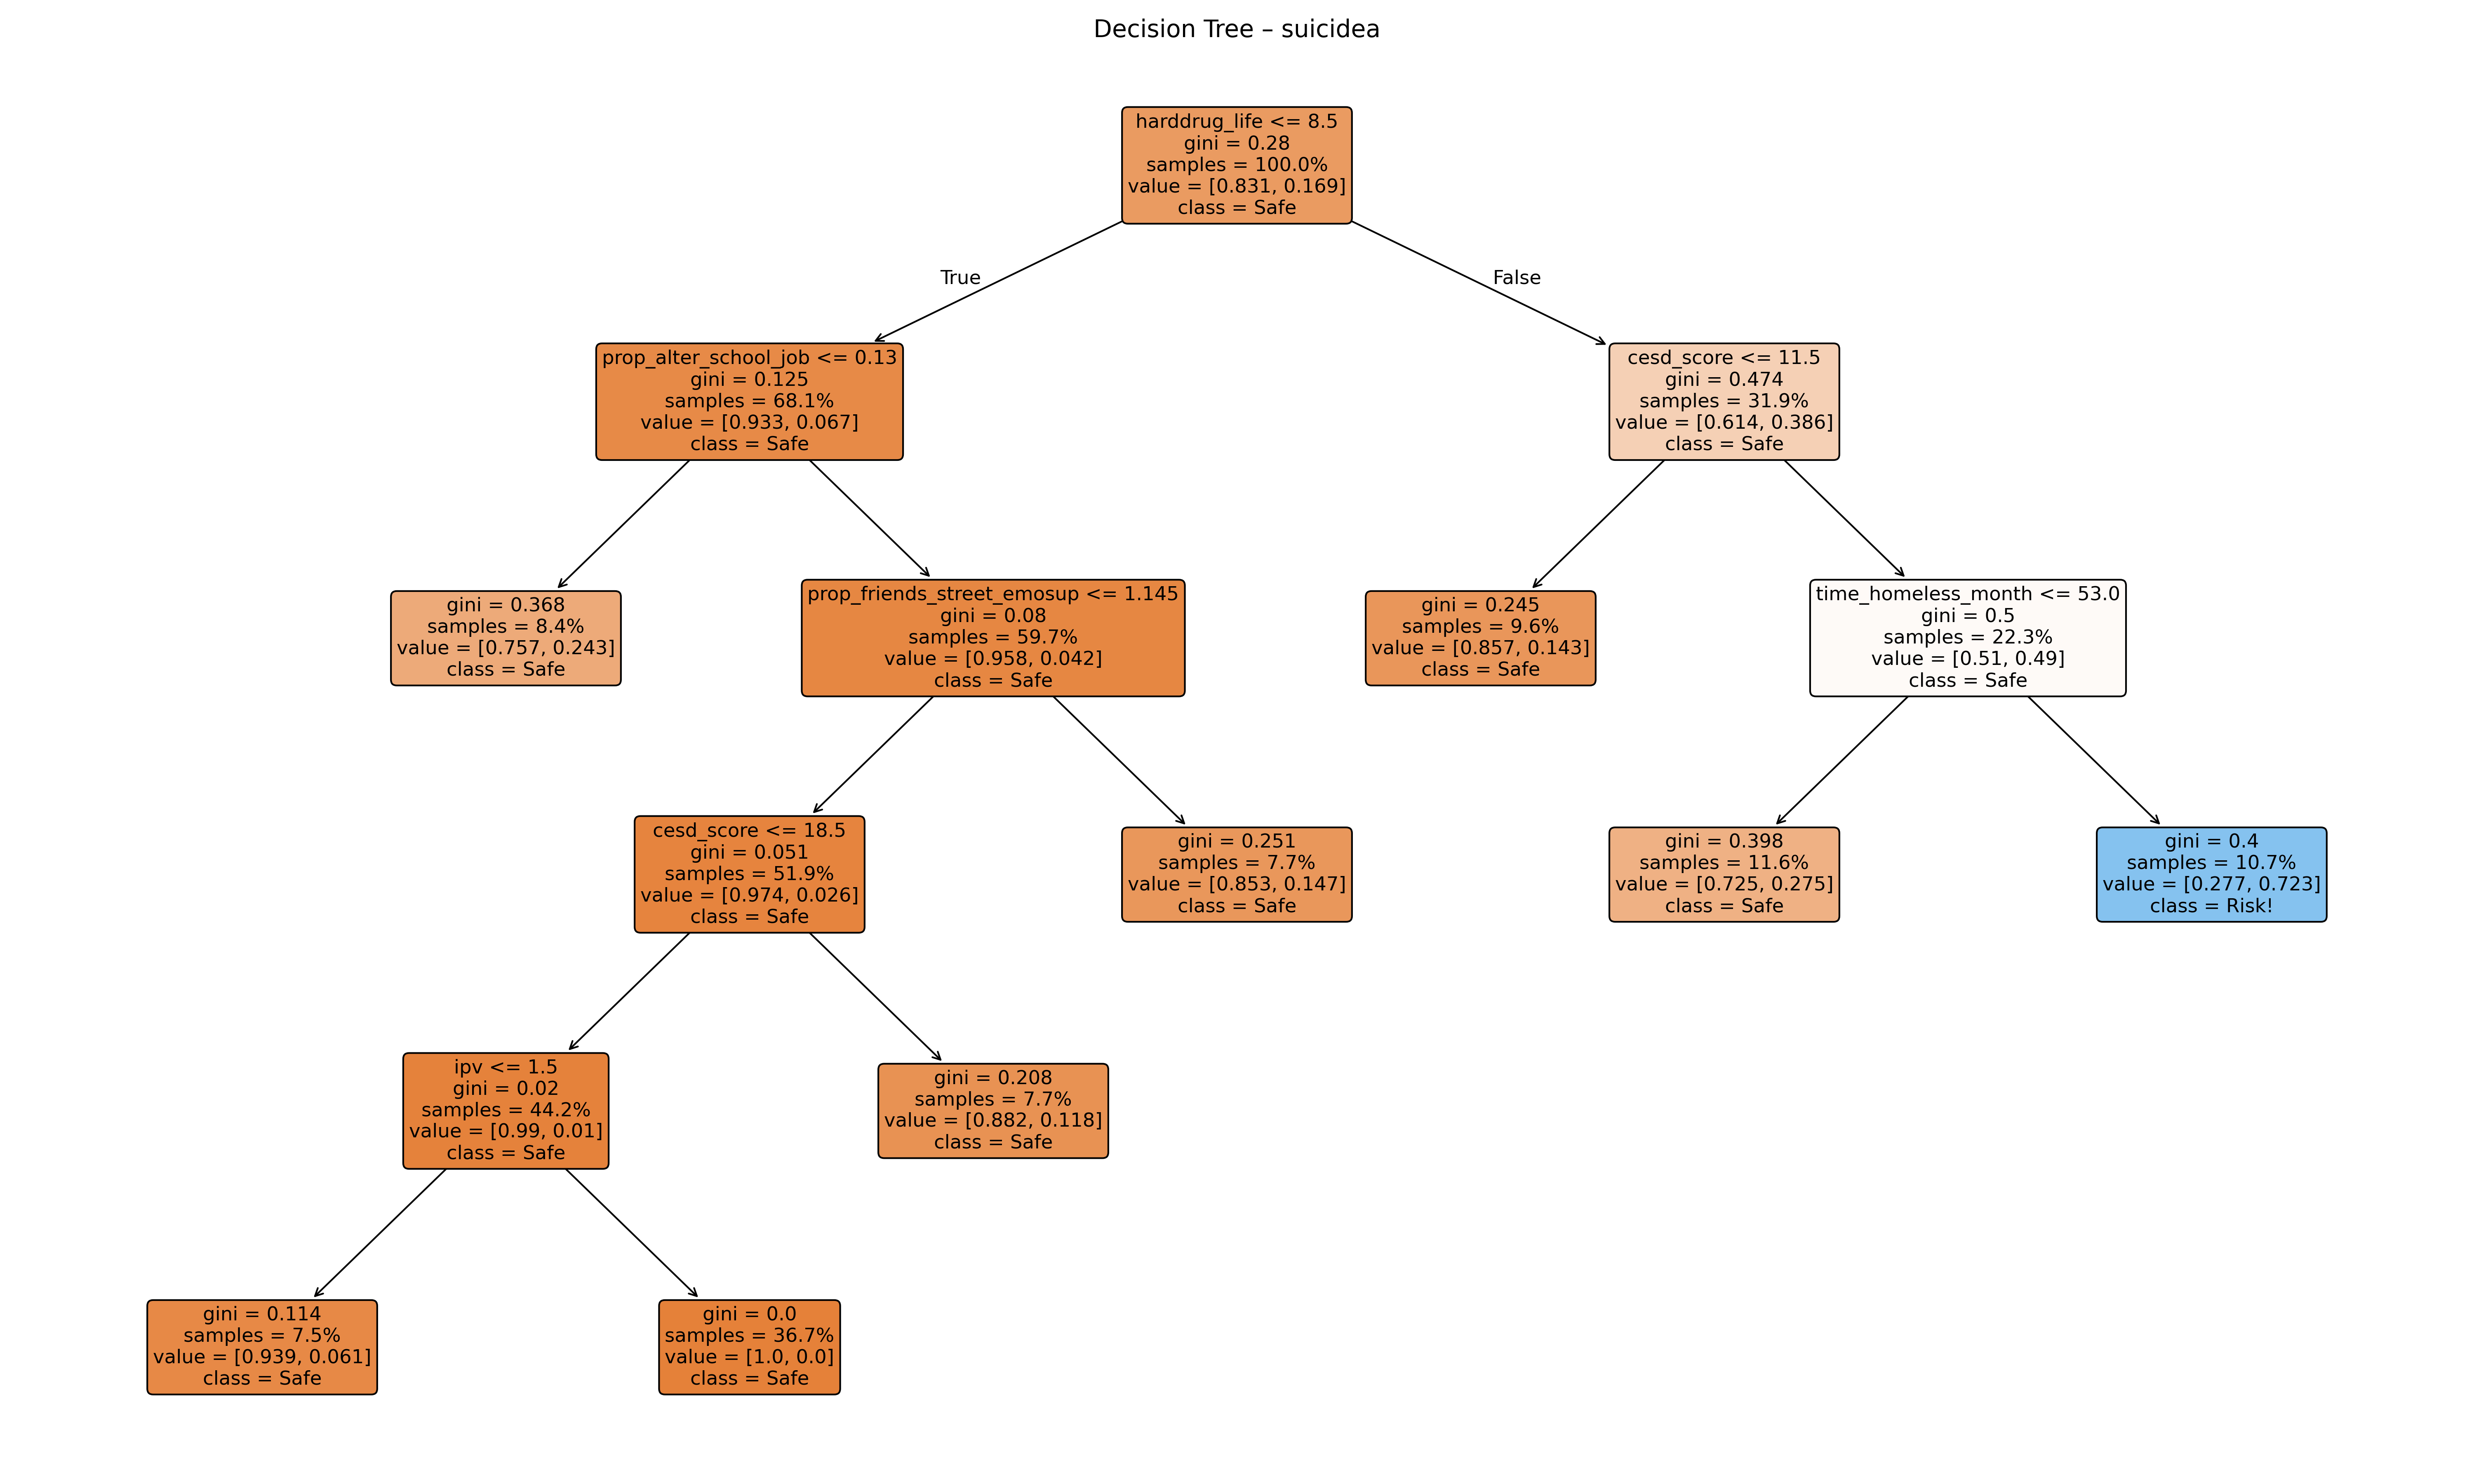 Decision Tree – suicidea
harddrug_life <= 8.5
gini = 0.28
samples = 100.0%
value = [0.831, 0.169]
class = Safe
True
False
prop_alter_school_job <= 0.13
gini = 0.125
samples = 68.1%
value = [0.933, 0.067]
class = Safe
cesd_score <= 11.5
gini = 0.474
samples = 31.9%
value = [0.614, 0.386]
class = Safe
gini = 0.368
samples = 8.4%
value = [0.757, 0.243]
class = Safe
prop_friends_street_emosup <= 1.145
gini = 0.08
samples = 59.7%
value = [0.958, 0.042]
class = Safe
gini = 0.245
samples = 9.6%
value = [0.857, 0.143]
class = Safe
time_homeless_month <= 53.0
gini = 0.5
samples = 22.3%
value = [0.51, 0.49]
class = Safe
cesd_score <= 18.5
gini = 0.051
samples = 51.9%
value = [0.974, 0.026]
class = Safe
gini = 0.251
samples = 7.7%
value = [0.853, 0.147]
class = Safe
gini = 0.398
samples = 11.6%
value = [0.725, 0.275]
class = Safe
gini = 0.4
samples = 10.7%
value = [0.277, 0.723]
class = Risk!
ipv <= 1.5
gini = 0.02
samples = 44.2%
value = [0.99, 0.01]
class = Safe
gini = 0.208
samples = 7.7%
value = [0.882, 0.118]
class = Safe
gini = 0.114
samples = 7.5%
value = [0.939, 0.061]
class = Safe
gini = 0.0
samples = 36.7%
value = [1.0, 0.0]
class = Safe